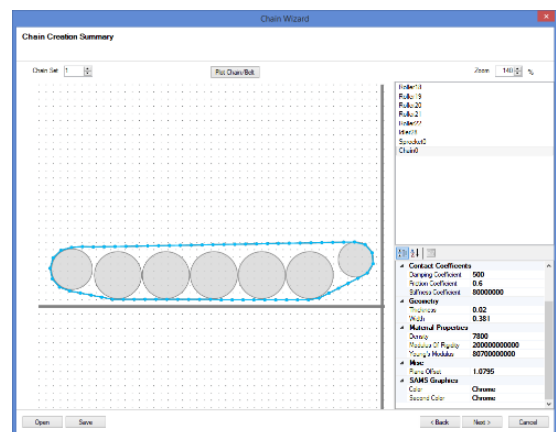 Chain Wizard
Chain Creation Summary
Chain Set 1
Plot Chain/Belt
Zoom 140 %
Roller18
Roller19
Roller20
Roller21
Roller22
Idler28
Sprocket0
Chain0
Contact Coefficients
Damping Coefficient 500
Friction Coefficient 0.6
Stiffness Coefficient 80000000
Geometry
Thickness 0.02
Width 0.381
Material Properties
Density 7800
Modulus Of Rigidity 200000000000
Young's Modulus 80700000000
Misc
Plane Offset 1.0795
SAMS Graphics
Color Chrome
Second Color Chrome
Open Save < Back Next > Cancel